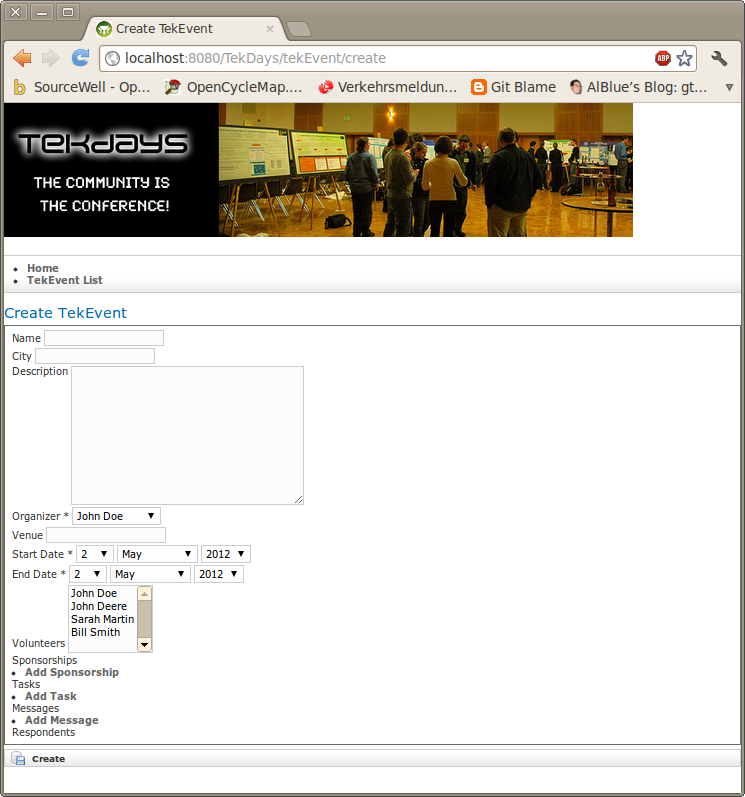 Create TekEvent
localhost:8080/TekDays/tekEvent/create
ABP
SourceWell - Op... OpenCycleMap.... Verkehrsmeldun... Git Blame AlBlue's Blog: gt...
TekDays
THE COMMUNITY IS
THE CONFERENCE!
Home
TekEvent List
Create TekEvent
Name
City
Description
Organizer * John Doe
Venue
Start Date * 2 May 2012
End Date * 2 May 2012
John Doe
John Deere
Sarah Martin
Bill Smith
Volunteers
Sponsorships
Add Sponsorship
Tasks
Add Task
Messages
Add Message
Respondents
Create